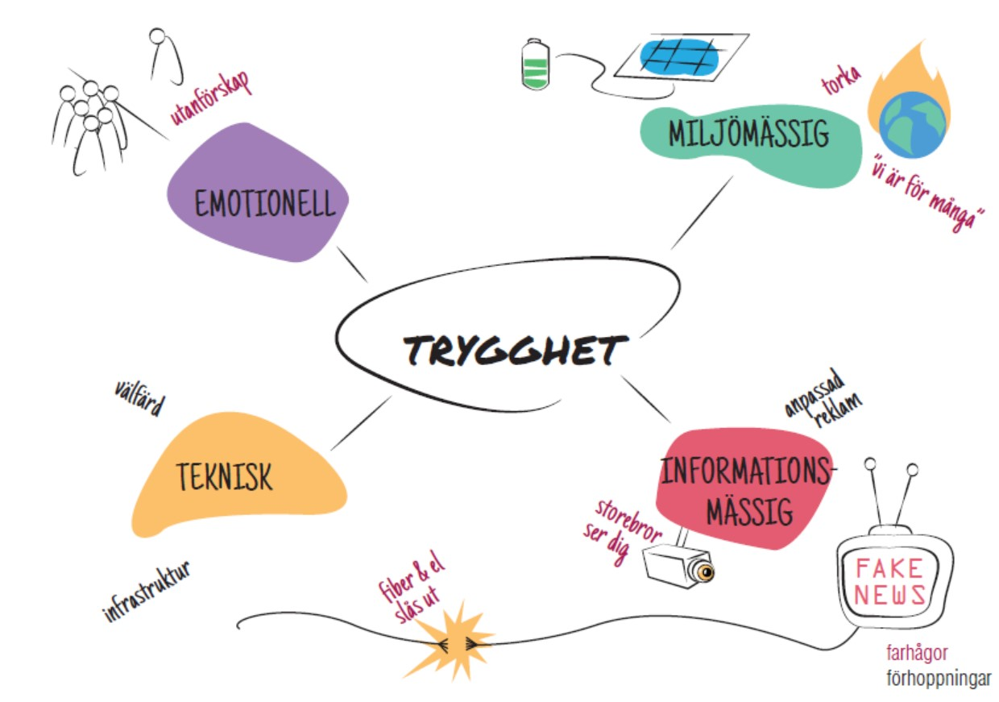 utanförskap
EMOTIONELL
torka
MILJÖMÄSSIG
"vi är för många"
TRYGGHET
välfärd
TEKNISK
infrastruktur
anpassad
reklam
INFORMATIONS-
MÄSSIG
storebror
ser dig
fiber & el
slås ut
FAKE
NEWS
farhågor
förhoppningar